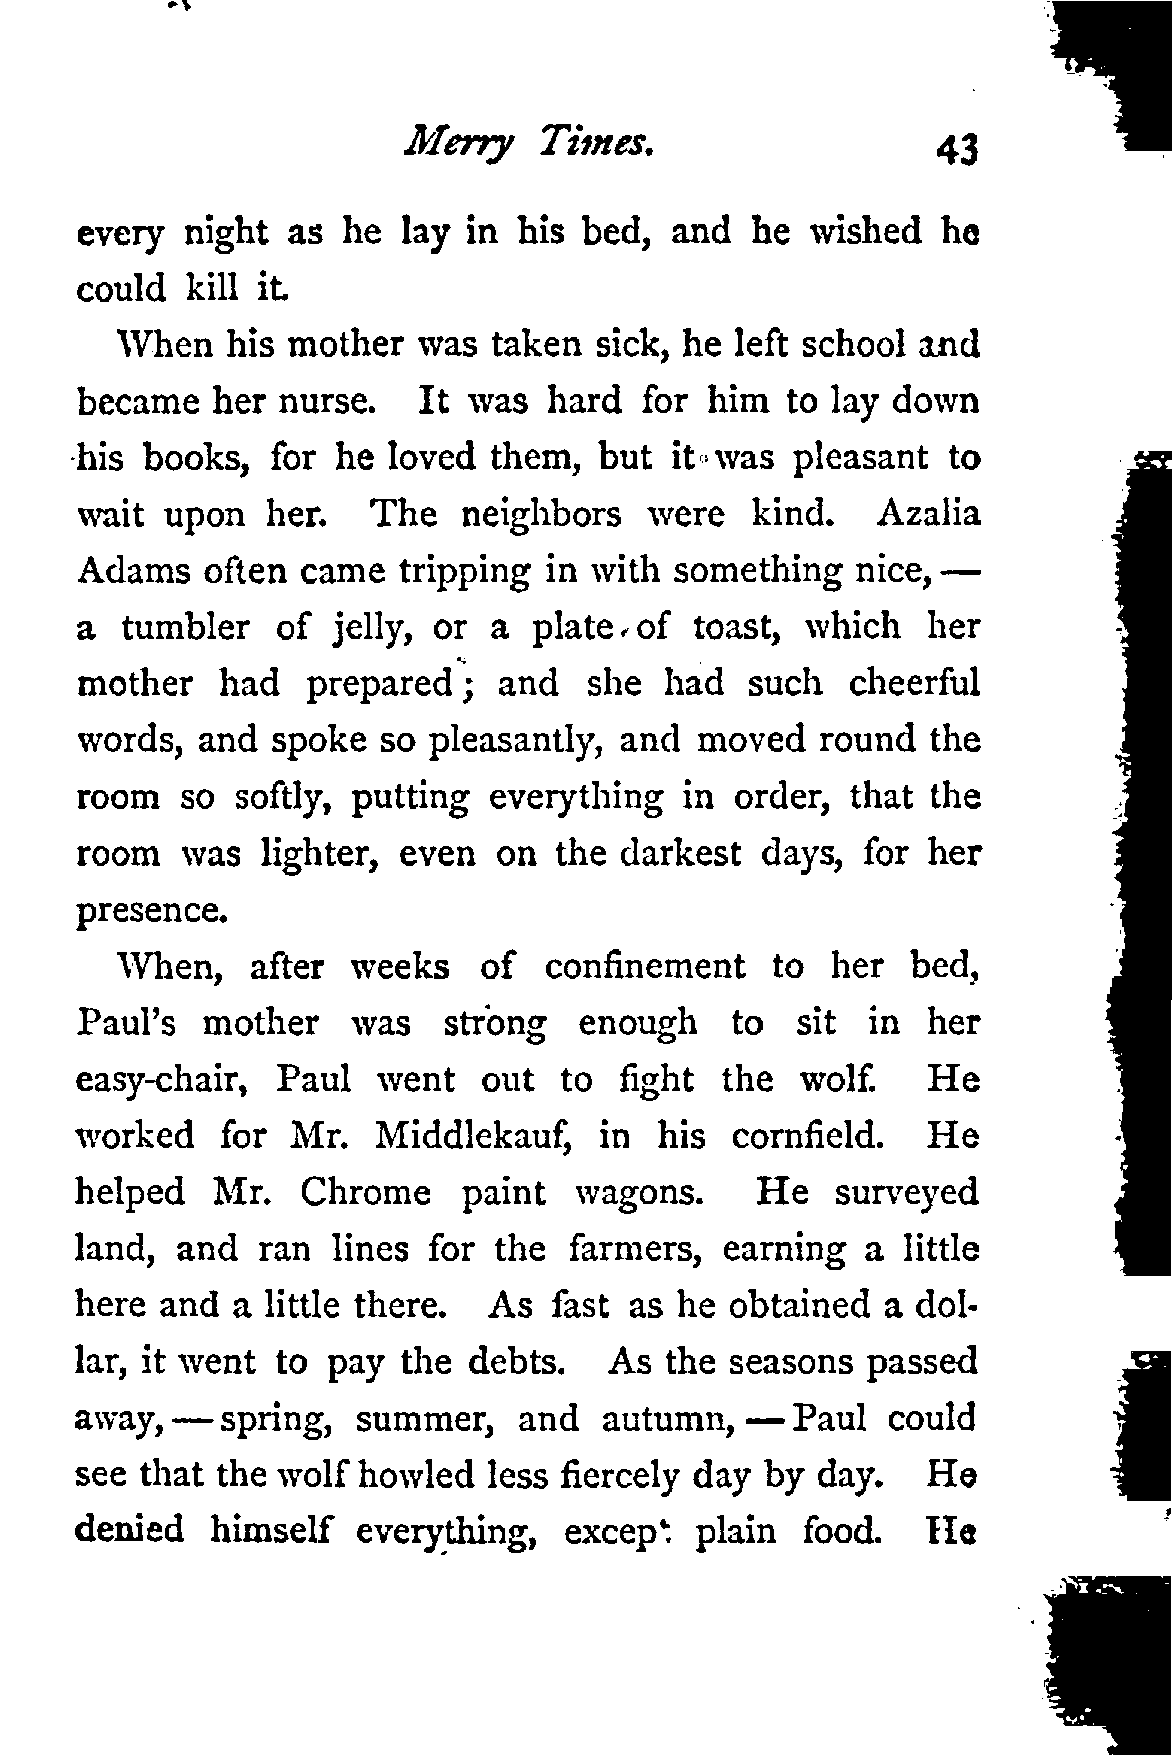 Merry Times. 43
every night as he lay in his bed, and he wished he
could kill it.
When his mother was taken sick, he left school and
became her nurse. It was hard for him to lay down
his books, for he loved them, but it was pleasant to
wait upon her. The neighbors were kind. Azalia
Adams often came tripping in with something nice,—
a tumbler of jelly, or a plate of toast, which her
mother had prepared; and she had such cheerful
words, and spoke so pleasantly, and moved round the
room so softly, putting everything in order, that the
room was lighter, even on the darkest days, for her
presence.
When, after weeks of confinement to her bed,
Paul's mother was strong enough to sit in her
easy-chair, Paul went out to fight the wolf. He
worked for Mr. Middlekauf, in his cornfield. He
helped Mr. Chrome paint wagons. He surveyed
land, and ran lines for the farmers, earning a little
here and a little there. As fast as he obtained a dol-
lar, it went to pay the debts. As the seasons passed
away,—spring, summer, and autumn,—Paul could
see that the wolf howled less fiercely day by day. He
denied himself everything, except plain food. He